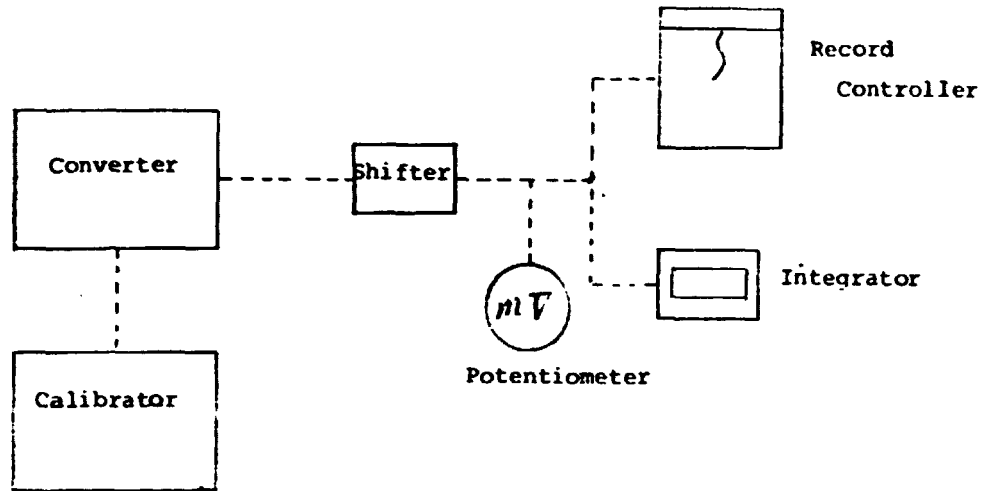 Record
Controller
Converter
Shifter
Integrator
mV
Potentiometer
Calibrator